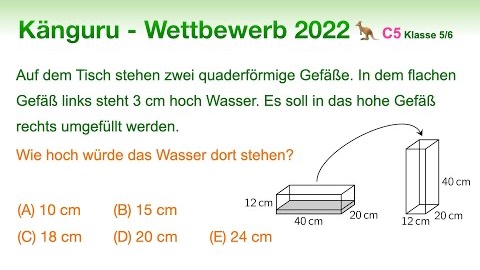 Känguru - Wettbewerb 2022 🦘 C5 Klasse 5/6
Auf dem Tisch stehen zwei quaderförmige Gefäße. In dem flachen
Gefäß links steht 3 cm hoch Wasser. Es soll in das hohe Gefäß
rechts umgefüllt werden.
Wie hoch würde das Wasser dort stehen?
(A) 10 cm (B) 15 cm
(C) 18 cm (D) 20 cm (E) 24 cm
12 cm
40 cm
20 cm
40 cm
12 cm
20 cm